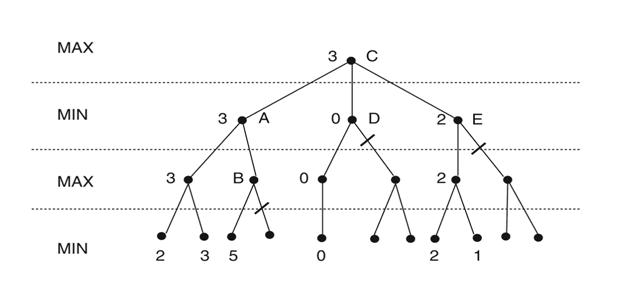 MAX 3 C
MIN 3 A 0 D 2 E
MAX 3 B 0 2
MIN
2 3 5 0 2 1